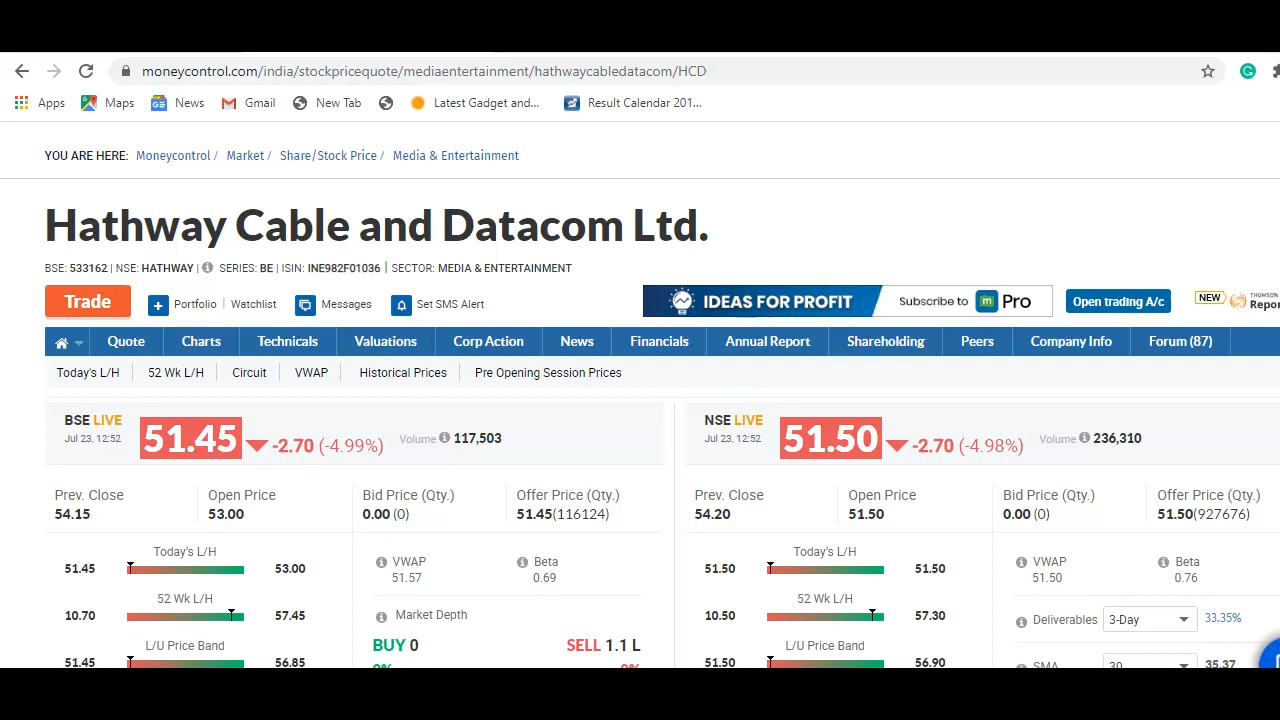 moneycontrol.com/india/stockpricequote/mediaentertainment/hathwaycabledatacom/HCD
Apps Maps News Gmail New Tab Latest Gadget and... Result Calendar 201...
YOU ARE HERE: Moneycontrol / Market / Share/Stock Price / Media & Entertainment
Hathway Cable and Datacom Ltd.
BSE: 533162 | NSE: HATHWAY | SERIES: BE | ISIN: INE982F01036 | SECTOR: MEDIA & ENTERTAINMENT
Trade Portfolio | Watchlist Messages Set SMS Alert IDEAS FOR PROFIT Subscribe to m Pro Open trading A/c NEW THOMSON
Quote Charts Technicals Valuations Corp Action News Financials Annual Report Shareholding Peers Company Info Forum (87)
Today's L/H 52 Wk L/H Circuit VWAP Historical Prices Pre Opening Session Prices
BSE LIVE
Jul 23, 12:52
51.45 -2.70 (-4.99%) Volume 117,503
NSE LIVE
Jul 23, 12:52
51.50 -2.70 (-4.98%) Volume 236,310
Prev. Close Open Price Bid Price (Qty.) Offer Price (Qty.)
54.15 53.00 0.00 (0) 51.45(116124)
Prev. Close Open Price Bid Price (Qty.) Offer Price (Qty.)
54.20 51.50 0.00 (0) 51.50(927676)
Today's L/H
51.45 53.00
52 Wk L/H
10.70 57.45
L/U Price Band
51.45 56.85
VWAP Beta
51.57 0.69
Market Depth
BUY 0 SELL 1.1 L
0% 0%
Today's L/H
51.50 51.50
52 Wk L/H
10.50 57.30
L/U Price Band
51.50 56.90
VWAP Beta
51.50 0.76
Deliverables 3-Day 33.35%
SMA 30 35.37